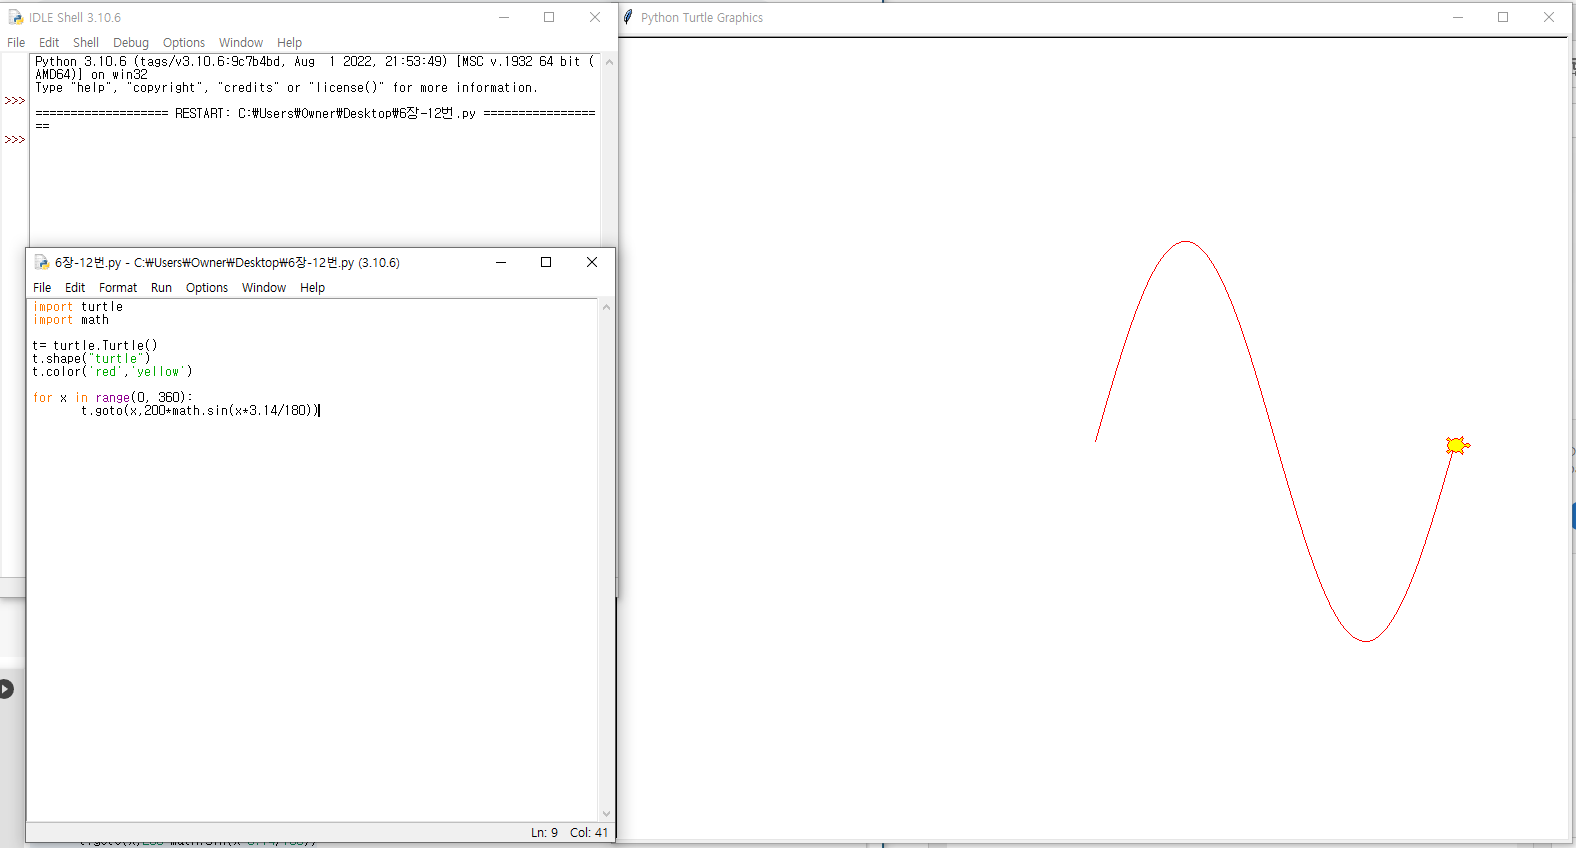 IDLE Shell 3.10.6
File Edit Shell Debug Options Window Help
Python 3.10.6 (tags/v3.10.6:9c7b4bd, Aug  1 2022, 21:53:49) [MSC v.1932 64 bit (
AMD64)] on win32
Type "help", "copyright", "credits" or "license()" for more information.
>>>
=================== RESTART: C:₩Users₩Owner₩Desktop₩6장-12번.py ================
==
>>>
Python Turtle Graphics
6장-12번.py - C:₩Users₩Owner₩Desktop₩6장-12번.py (3.10.6)
File Edit Format Run Options Window Help
import turtle
import math
t= turtle.Turtle()
t.shape("turtle")
t.color('red','yellow')
for x in range(0, 360):
t.goto(x,200*math.sin(x*3.14/180))
Ln: 9 Col: 41